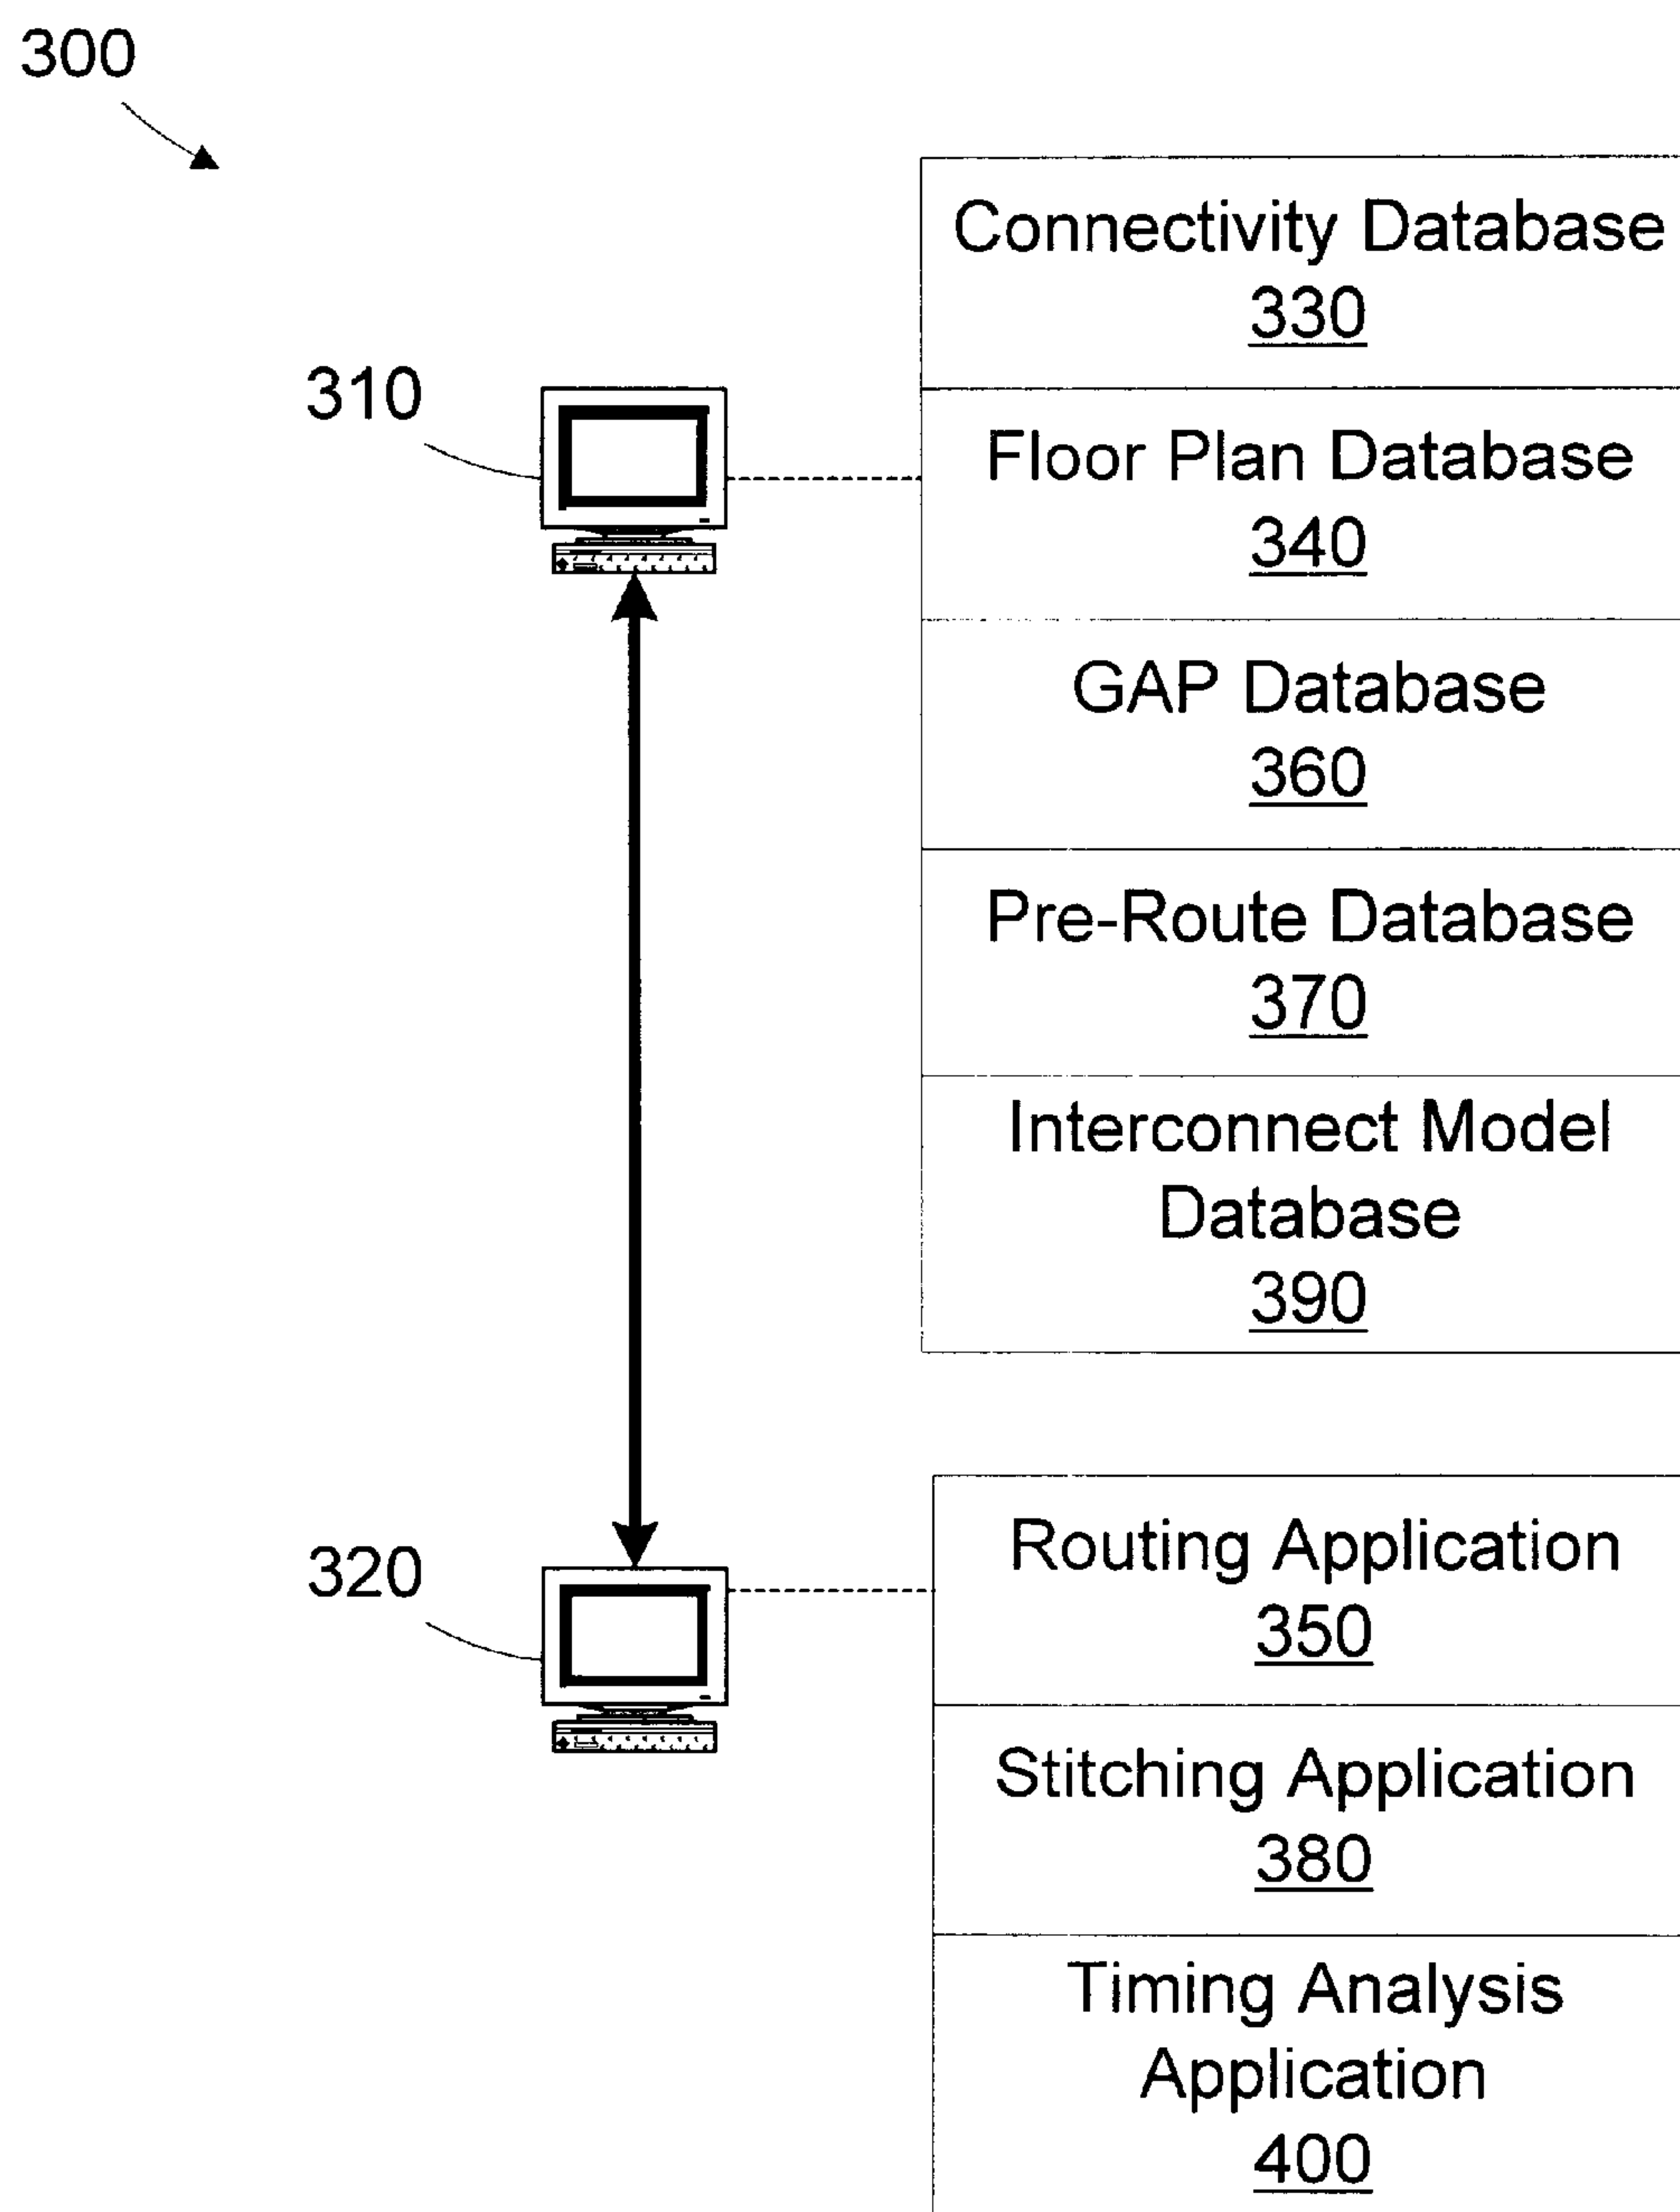 300
Connectivity Database
330
310
Floor Plan Database
340
GAP Database
360
Pre-Route Database
370
Interconnect Model
Database
390
320
Routing Application
350
Stitching Application
380
Timing Analysis
Application
400